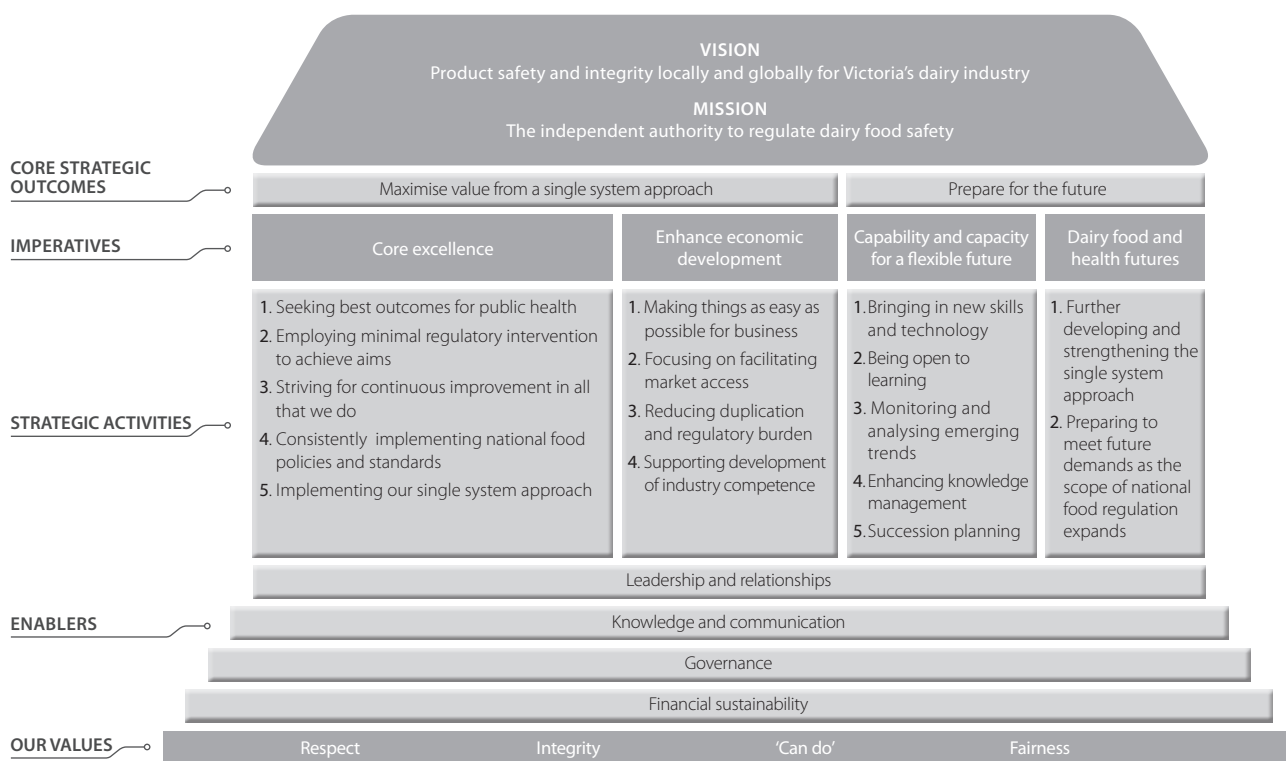 VISION
Product safety and integrity locally and globally for Victoria's dairy industry
MISSION
The independent authority to regulate dairy food safety
CORE STRATEGIC
OUTCOMES
Maximise value from a single system approach
Prepare for the future
IMPERATIVES
Core excellence
Enhance economic
development
Capability and capacity
for a flexible future
Dairy food and
health futures
STRATEGIC ACTIVITIES
1. Seeking best outcomes for public health
2. Employing minimal regulatory intervention
to achieve aims
3. Striving for continuous improvement in all
that we do
4. Consistently implementing national food
policies and standards
5. Implementing our single system approach
1. Making things as easy as
possible for business
2. Focusing on facilitating
market access
3. Reducing duplication
and regulatory burden
4. Supporting development
of industry competence
1. Bringing in new skills
and technology
2. Being open to
learning
3. Monitoring and
analysing emerging
trends
4. Enhancing knowledge
management
5. Succession planning
1. Further
developing and
strengthening the
single system
approach
2. Preparing to
meet future
demands as the
scope of national
food regulation
expands
ENABLERS
Leadership and relationships
Knowledge and communication
Governance
Financial sustainability
OUR VALUES
Respect
Integrity
'Can do'
Fairness